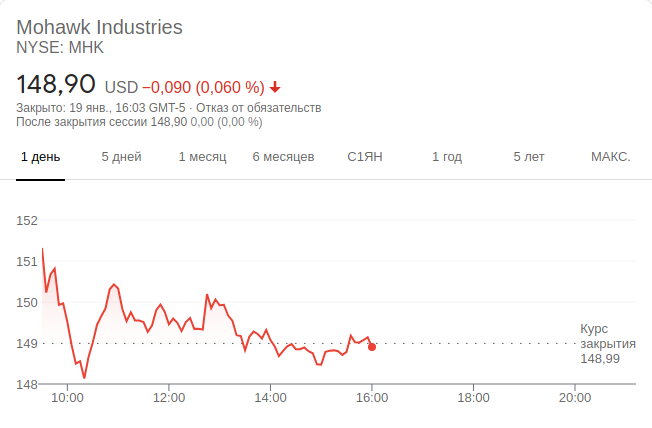 Mohawk Industries
NYSE: MHK
148,90 USD −0,090 (0,060 %)
Закрыто: 19 янв., 16:03 GMT-5 · Отказ от обязательств
После закрытия сессии 148,90 0,00 (0,00 %)
1 день 5 дней 1 месяц 6 месяцев С1ЯН 1 год 5 лет МАКС.
152
151
150
149
148
Курс
закрытия
148,99
10:00 12:00 14:00 16:00 18:00 20:00